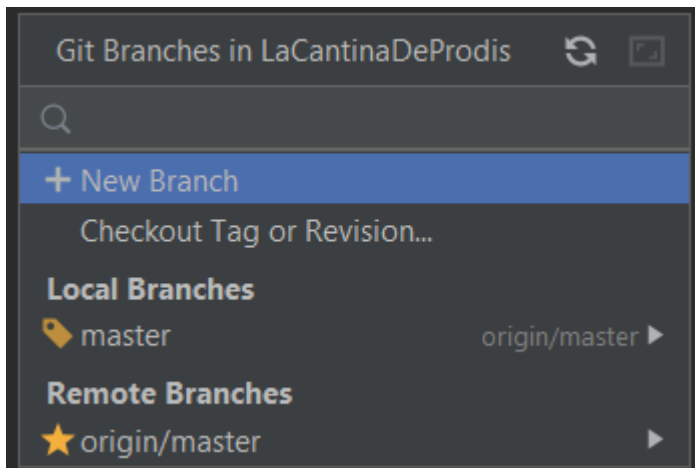 Git Branches in LaCantinaDeProdis
New Branch
Checkout Tag or Revision...
Local Branches
master origin/master
Remote Branches
origin/master